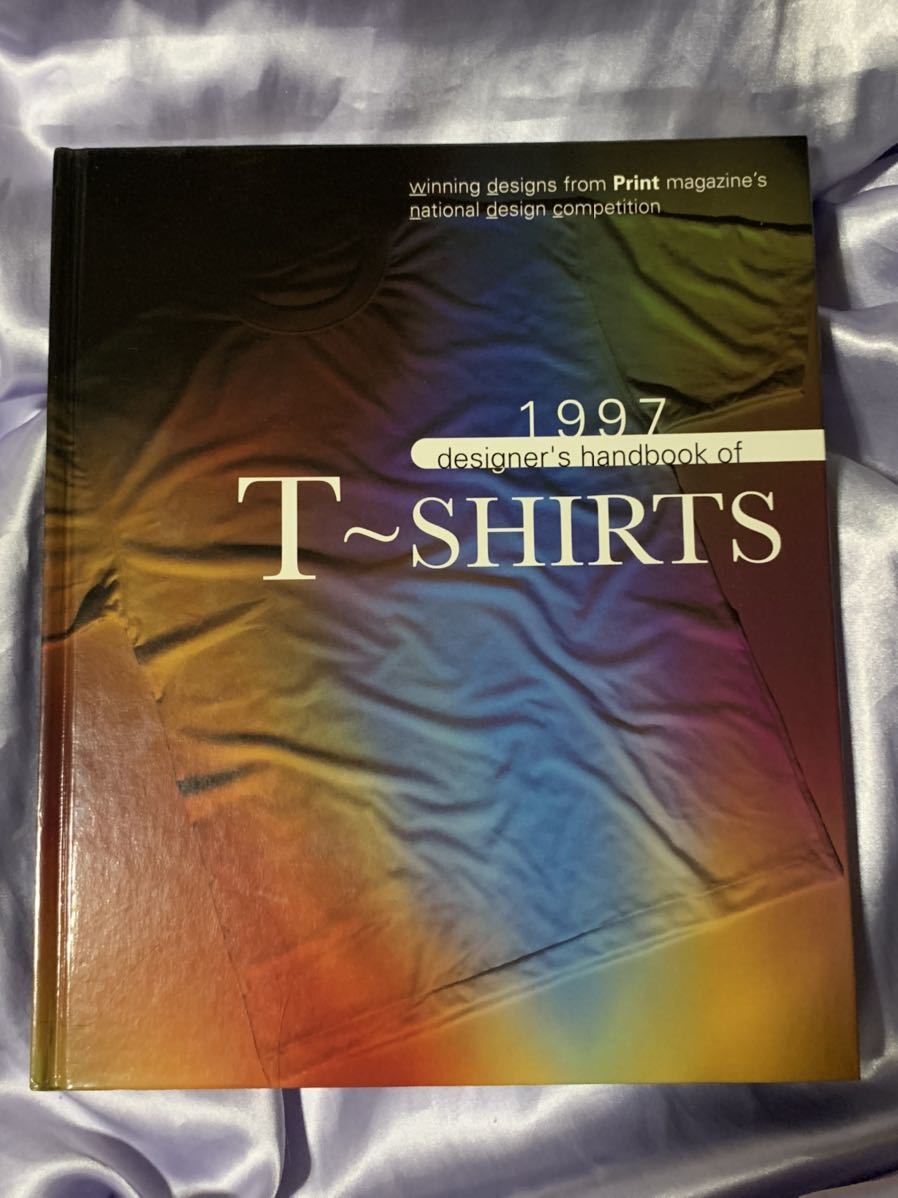 winning designs from Print magazine's
national design competition
1997
designer's handbook of
T~SHIRTS